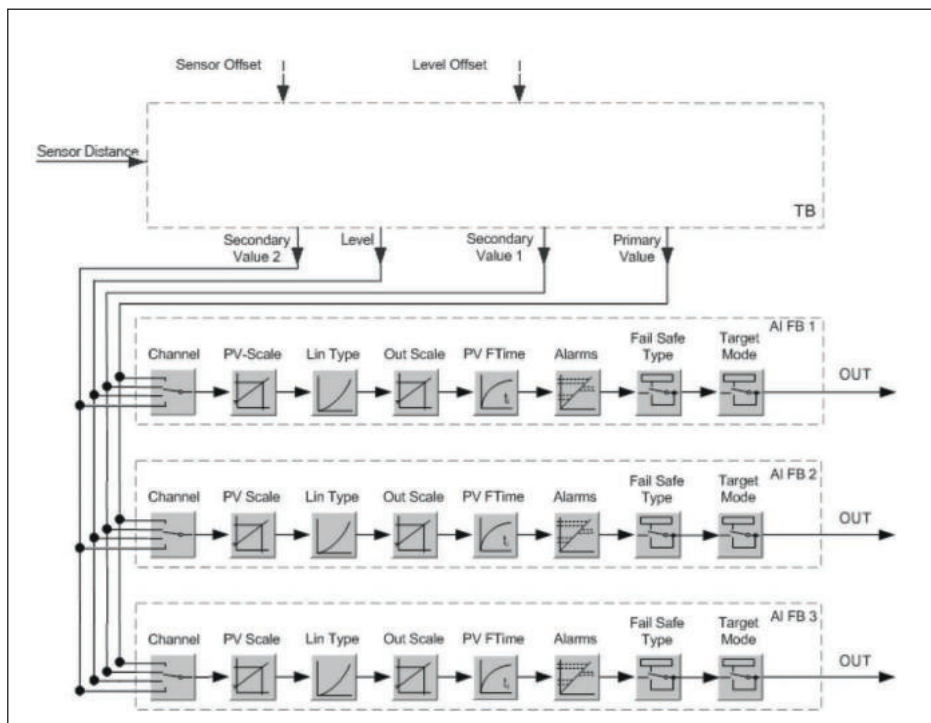 Sensor Offset
Level Offset
Sensor Distance
TB
Secondary Value 2
Level
Secondary Value 1
Primary Value
AI FB 1
Channel
PV-Scale
Lin Type
Out Scale
PV FTime
Alarms
Fail Safe Type
Target Mode
OUT
t
AI FB 2
Channel
PV Scale
Lin Type
Out Scale
PV FTime
Alarms
Fail Safe Type
Target Mode
OUT
t
AI FB 3
Channel
PV Scale
Lin Type
Out Scale
PV FTime
Alarms
Fail Safe Type
Target Mode
OUT
t